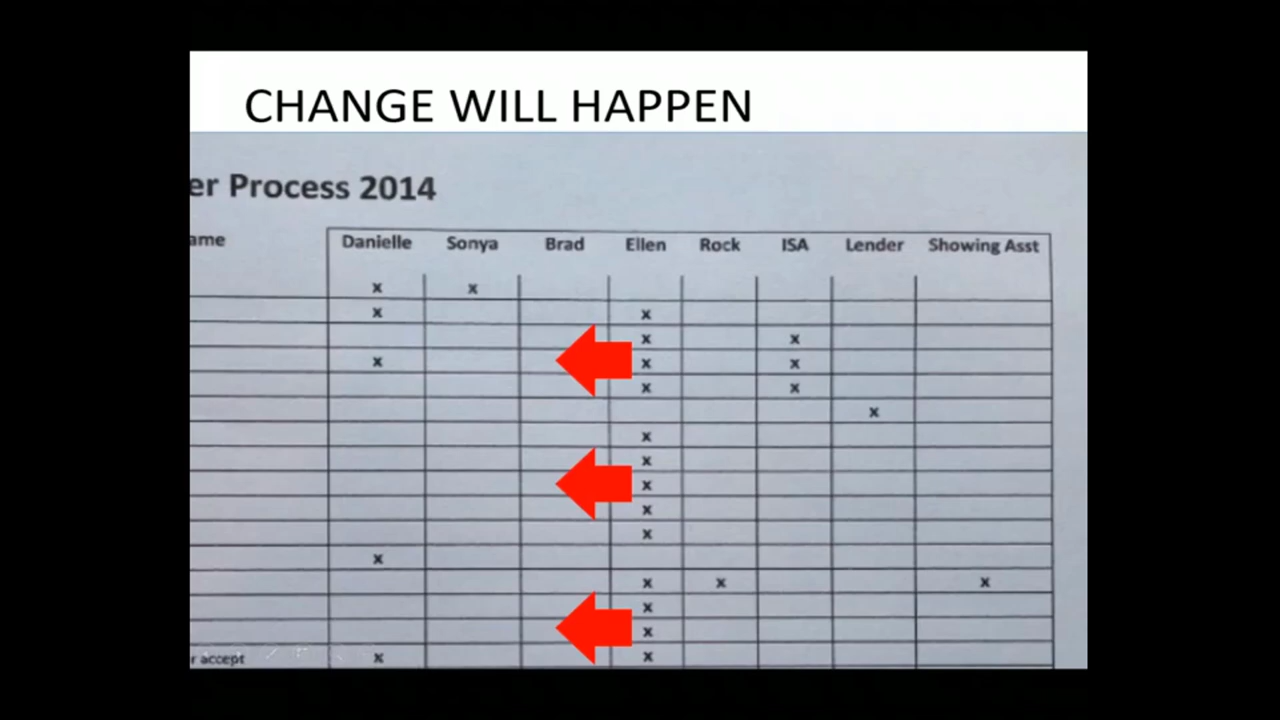 CHANGE WILL HAPPEN
er Process 2014
ame Danielle Sonya Brad Ellen Rock ISA Lender Showing Asst
x x
x x
x x
x x x
x x
x
x
x
x
x
x
x
x x x
x
x
r accept x x